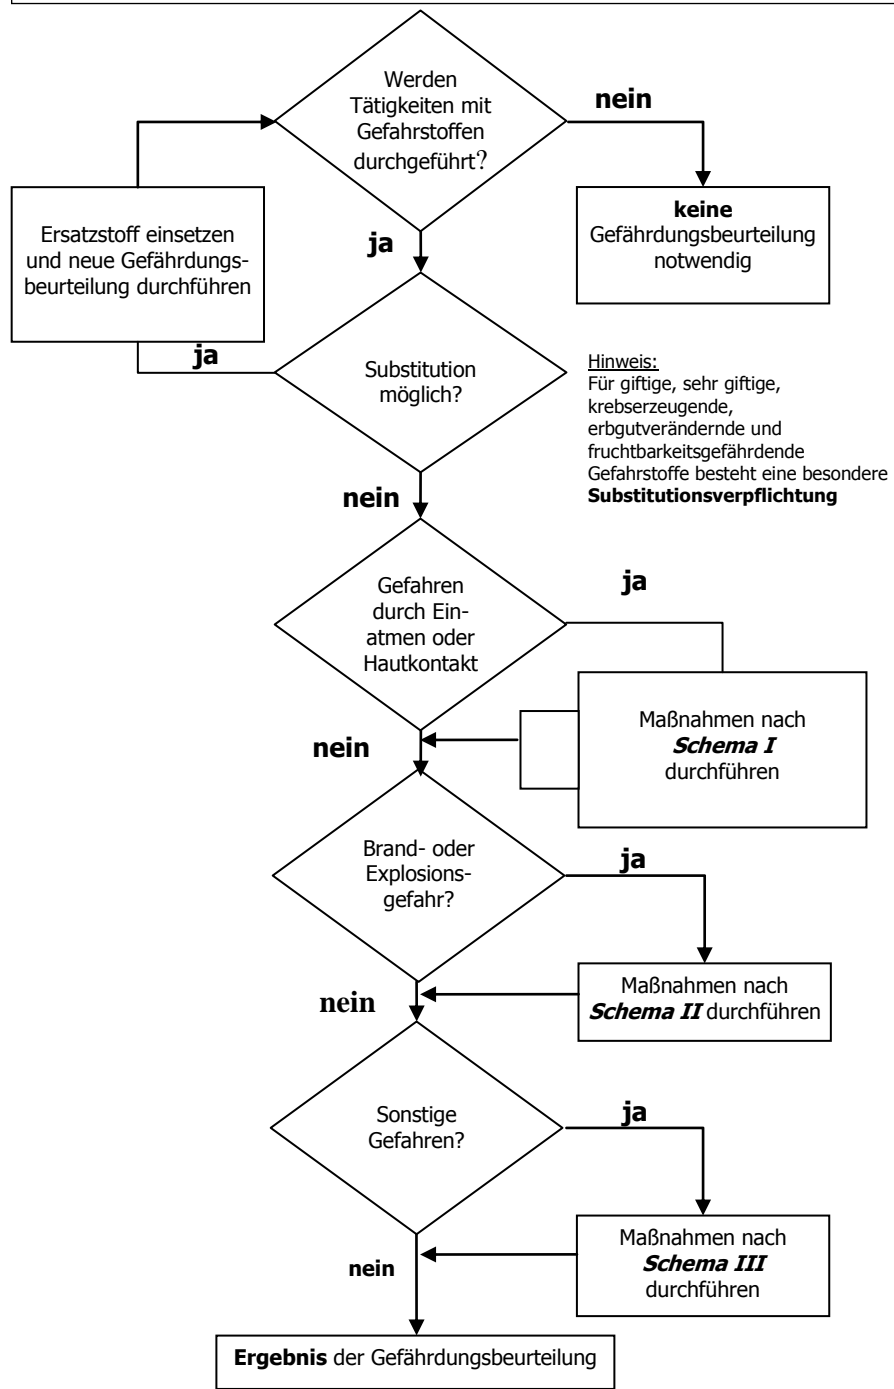 Werden
Tätigkeiten mit
Gefahrstoffen
durchgeführt?
nein
keine
Gefährdungsbeurteilung
notwendig
Ersatzstoff einsetzen
und neue Gefährdungs-
beurteilung durchführen
ja
ja
Substitution
möglich?
Hinweis:
Für giftige, sehr giftige,
krebserzeugende,
erbgutverändernde und
fruchtbarkeitsgefährdende
Gefahrstoffe besteht eine besondere
Substitutionsverpflichtung
nein
Gefahren
durch Ein-
atmen oder
Hautkontakt
ja
Maßnahmen nach
Schema I
durchführen
nein
Brand- oder
Explosions-
gefahr?
ja
Maßnahmen nach
Schema II durchführen
nein
Sonstige
Gefahren?
ja
Maßnahmen nach
Schema III
durchführen
nein
Ergebnis der Gefährdungsbeurteilung